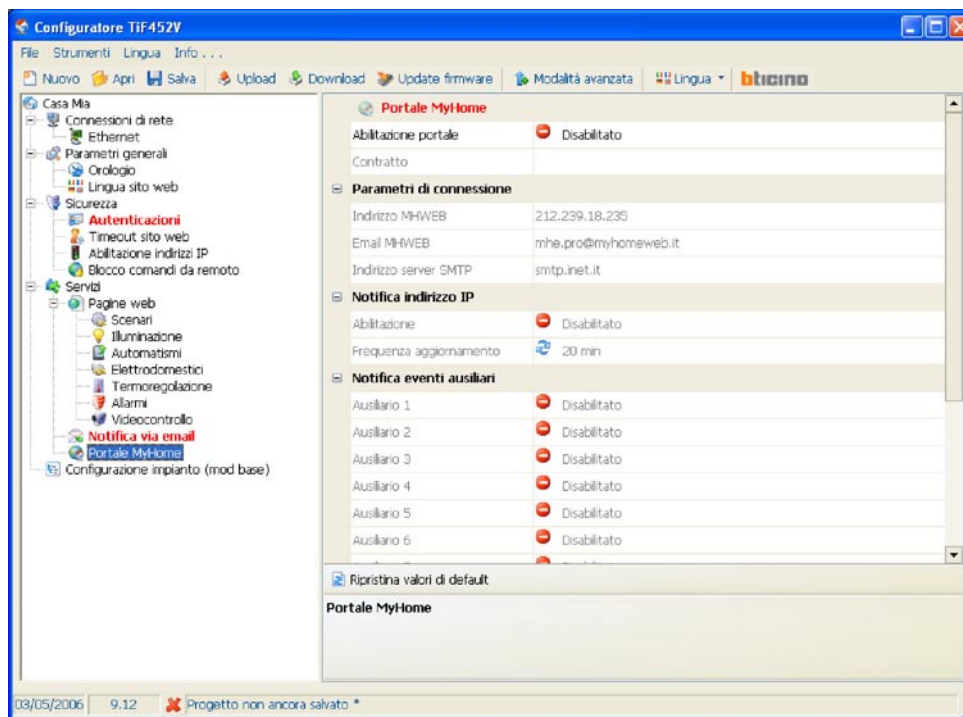 Configuratore TiF452V
File Strumenti Lingua Info . . .
Nuovo Apri Salva Upload Download Update firmware Modalità avanzata Lingua bticino
Casa Mia
Connessioni di rete
Ethernet
Parametri generali
Orologio
Lingua sito web
Sicurezza
Autenticazioni
Timeout sito web
Abilitazione indirizzi IP
Blocco comandi da remoto
Servizi
Pagine web
Scenari
Illuminazione
Automatismi
Elettrodomestici
Termoregolazione
Allarmi
Videocontrollo
Notifica via email
Portale MyHome
Configurazione impianto (mod base)
Portale MyHome
Abilitazione portale Disabilitato
Contratto
Parametri di connessione
Indirizzo MHWEB 212.239.18.235
Email MHWEB mhe.pro@myhomeweb.it
Indirizzo server SMTP smtp.inet.it
Notifica indirizzo IP
Abilitazione Disabilitato
Frequenza aggiornamento 20 min
Notifica eventi ausiliari
Ausiliario 1 Disabilitato
Ausiliario 2 Disabilitato
Ausiliario 3 Disabilitato
Ausiliario 4 Disabilitato
Ausiliario 5 Disabilitato
Ausiliario 6 Disabilitato
Ripristina valori di default
Portale MyHome
03/05/2006 9.12 Progetto non ancora salvato *